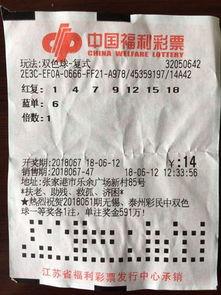 中国福利彩票
CHINA WELFARE LOTTERY
玩法:双色球-复式 32050642
2E3C-EF0A-0666-FF21-A978/45359197/14A42
红复: 1 4 7 9 12 15 18
蓝单: 6
倍数: 1
开奖期:2018067 18-06-12 ¥:14
销售期:2018067-47 18-06-12 12:33:56
地址:张家港市乐余广场新村85号
*扶老、助残、救孤、济困*
★热烈祝贺2018061期无锡、泰州彩民中双色
球一等奖各1注,单注奖金591万!
江苏省福利彩票发行中心承销